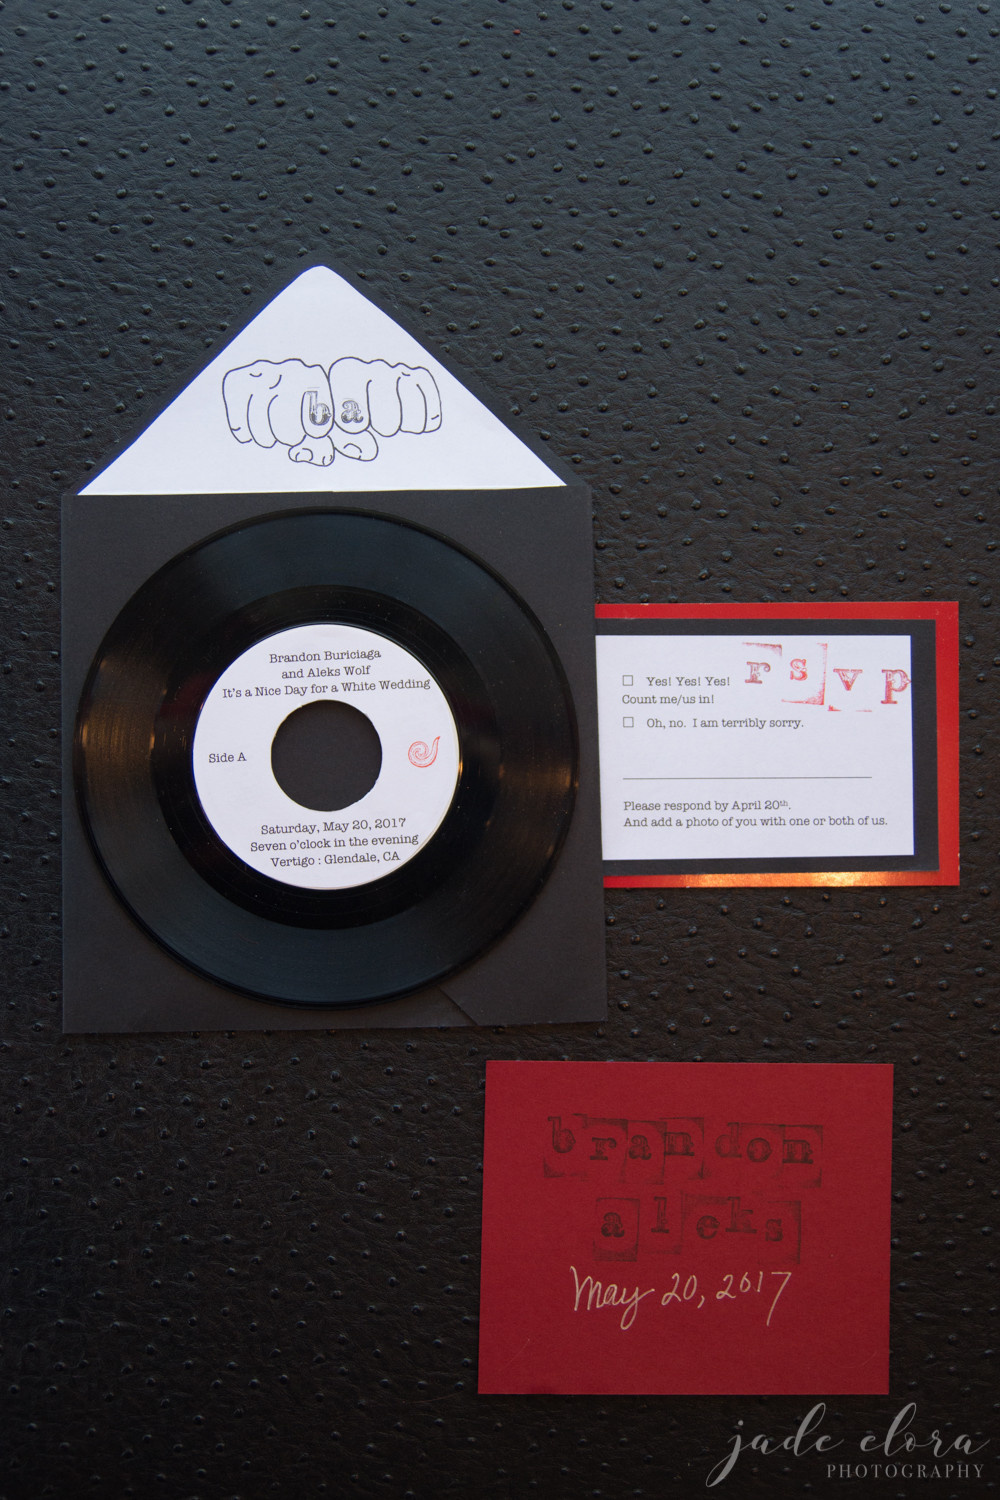 ba
Brandon Buriciaga
and Aleks Wolf
It's a Nice Day for a White Wedding
Side A
Saturday, May 20, 2017
Seven o'clock in the evening
Vertigo : Glendale, CA
rsvp
☐ Yes! Yes! Yes!
Count me/us in!
☐ Oh, no. I am terribly sorry.
Please respond by April 20th.
And add a photo of you with one or both of us.
brandon
aleks
May 20, 2017
jade elora
PHOTOGRAPHY